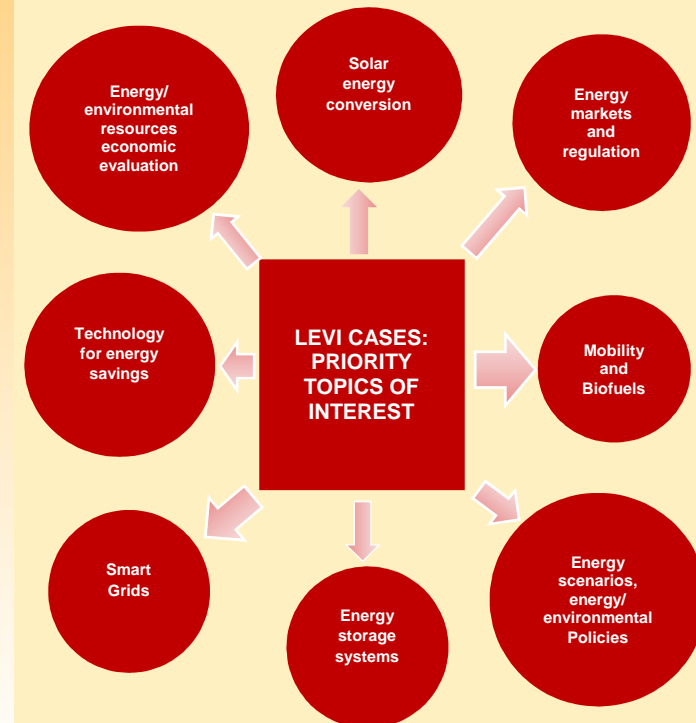 Energy/
environmental
resources
economic
evaluation
Solar
energy
conversion
Energy
markets
and
regulation
Technology
for energy
savings
LEVI CASES:
PRIORITY
TOPICS OF
INTEREST
Mobility
and
Biofuels
Smart
Grids
Energy
storage
systems
Energy
scenarios,
energy/
environmental
Policies